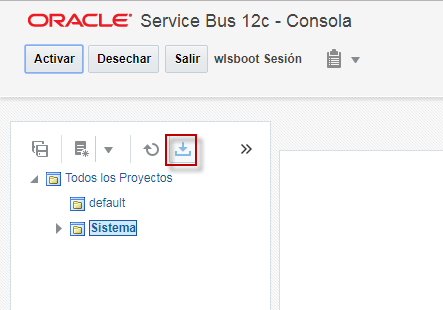 ORACLE Service Bus 12c - Consola
Activar Desechar Salir wlsboot Sesión
Todos los Proyectos
default
Sistema